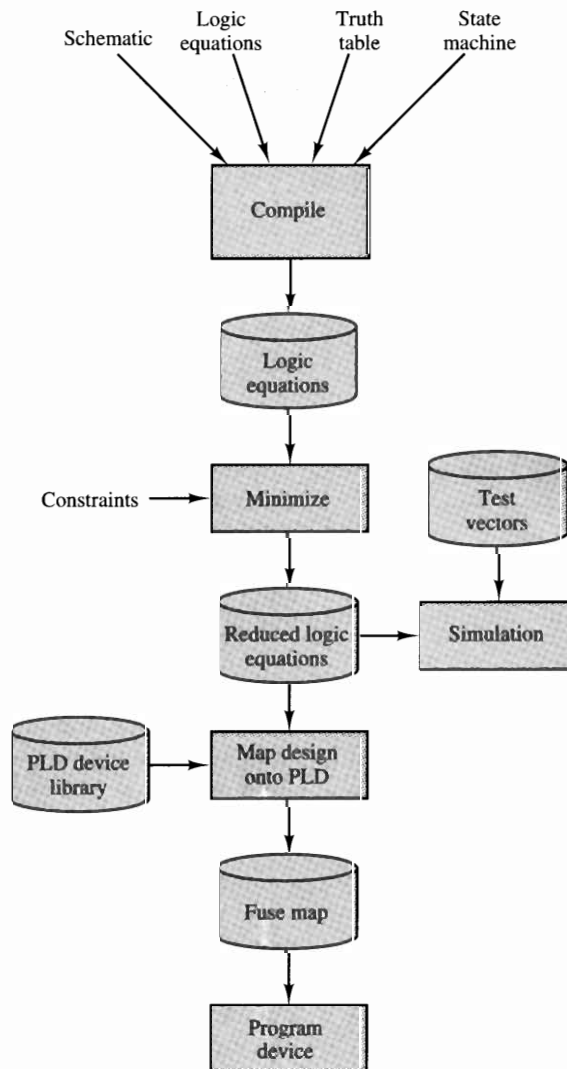 Schematic
Logic
equations
Truth
table
State
machine
Compile
Logic
equations
Constraints
Minimize
Test
vectors
Reduced logic
equations
Simulation
PLD device
library
Map design
onto PLD
Fuse map
Program
device